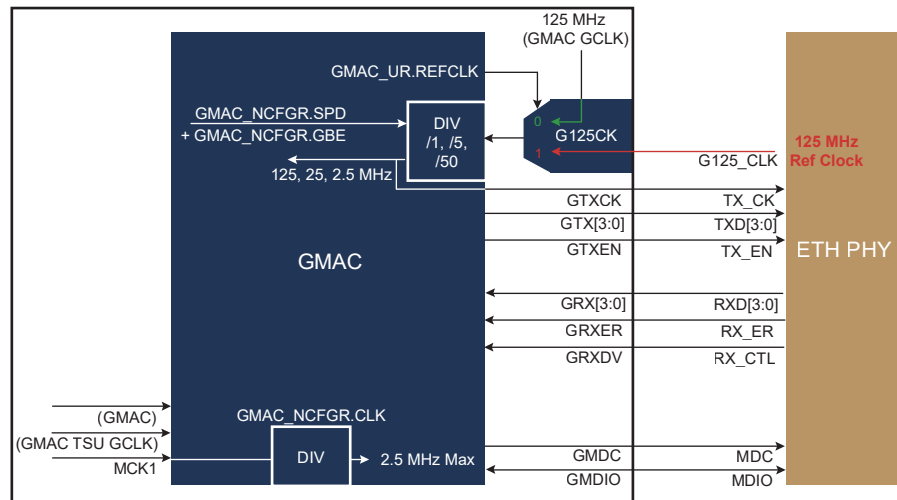 125 MHz
(GMAC GCLK)
GMAC_UR.REFCLK
GMAC_NCFGR.SPD
+ GMAC_NCFGR.GBE
DIV
/1, /5,
/50
0
G125CK
1
125 MHz
Ref Clock
G125_CLK
125, 25, 2.5 MHz
GTXCK
TX_CK
GTX[3:0]
TXD[3:0]
GTXEN
TX_EN
GMAC
ETH PHY
GRX[3:0]
RXD[3:0]
GRXER
RX_ER
GRXDV
RX_CTL
(GMAC)
GMAC_NCFGR.CLK
(GMAC TSU GCLK)
MCK1
DIV
2.5 MHz Max
GMDC
MDC
GMDIO
MDIO